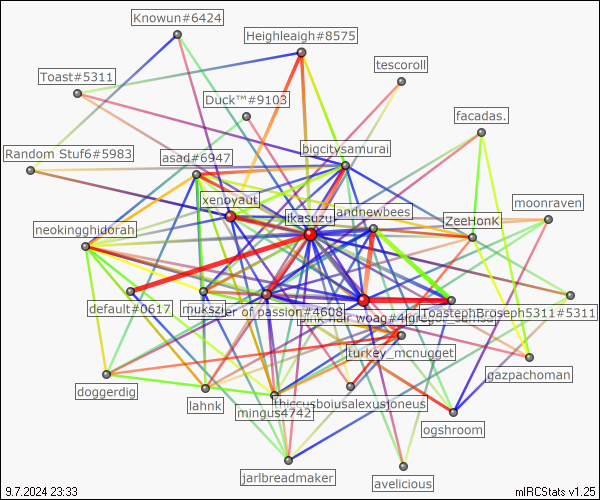 Knowun#6424
Heighleaigh#8575
tescoroll
Toast#5311
Duck™#9103
facadas.
bigcitysamurai
Random Stuf6#5983
asad#6947
xenoyaut
moonraven
ikasuzu
andnewbees
ZeeHonK
neokingghidorah
default#0617
mukszi
of passion#4608
ToastephBroseph5311#5311
pink hair woag#4
turkey_mcnugget
gazpachoman
doggerdig
lahnk
thiccusboiusalexusjoneus
mingus4742
ogshroom
jarlbreadmaker
avelicious
9.7.2024 23:33
mIRCStats v1.25